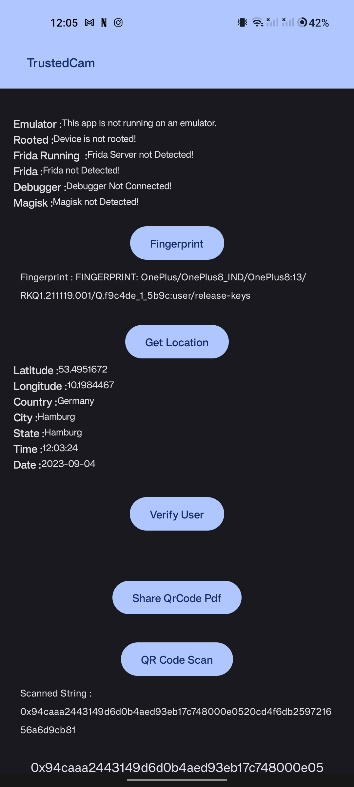 12:05
42%
TrustedCam
Emulator :This app is not running on an emulator.
Rooted :Device is not rooted!
Frida Running :Frida Server not Detected!
Frida :Frida not Detected!
Debugger :Debugger Not Connected!
Magisk :Magisk not Detected!
Fingerprint
Fingerprint : FINGERPRINT: OnePlus/OnePlus8_IND/OnePlus8:13/
RKQ1.211119.001/Q.f9c4de_1_5b9c:user/release-keys
Get Location
Latitude :53.4951672
Longitude :10.1984467
Country :Germany
City :Hamburg
State :Hamburg
Time :12:03:24
Date :2023-09-04
Verify User
Share QrCode Pdf
QR Code Scan
Scanned String :
0x94caaa2443149d6d0b4aed93eb17c748000e0520cd4f6db2597216
56a6d9cb81
0x94caaa2443149d6d0b4aed93eb17c748000e05